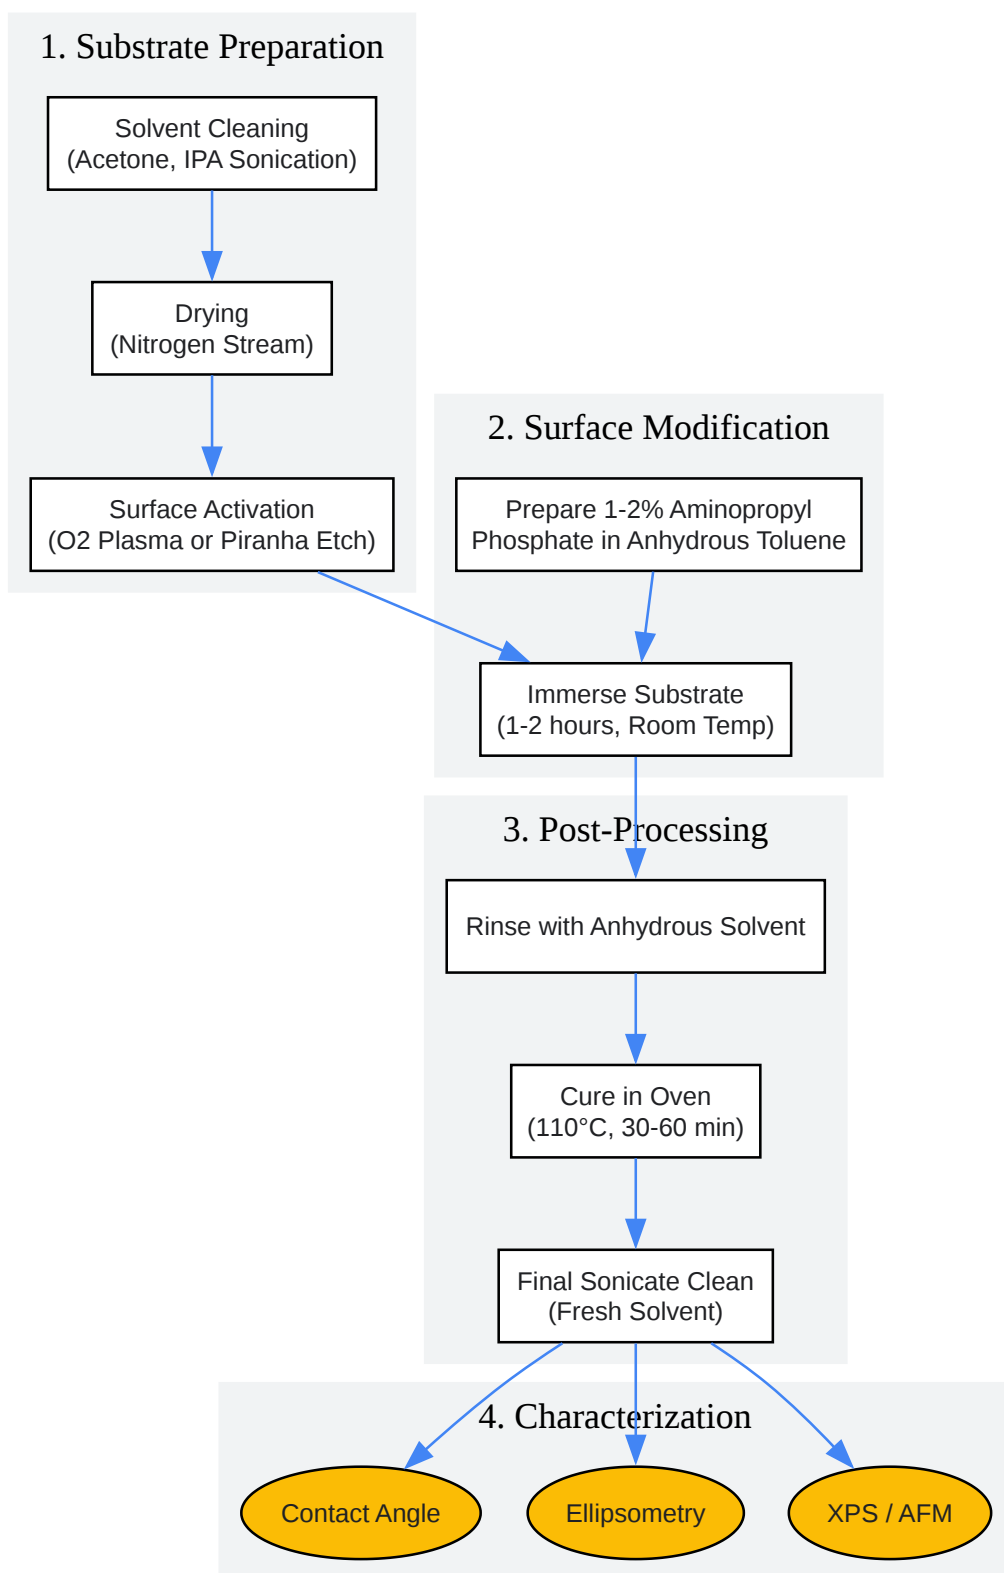 1. Substrate Preparation
Solvent Cleaning
(Acetone, IPA Sonication)
Drying
(Nitrogen Stream)
Surface Activation
(O2 Plasma or Piranha Etch)
2. Surface Modification
Prepare 1-2% Aminopropyl
Phosphate in Anhydrous Toluene
Immerse Substrate
(1-2 hours, Room Temp)
3. Post-Processing
Rinse with Anhydrous Solvent
Cure in Oven
(110°C, 30-60 min)
Final Sonicate Clean
(Fresh Solvent)
4. Characterization
Contact Angle
Ellipsometry
XPS / AFM